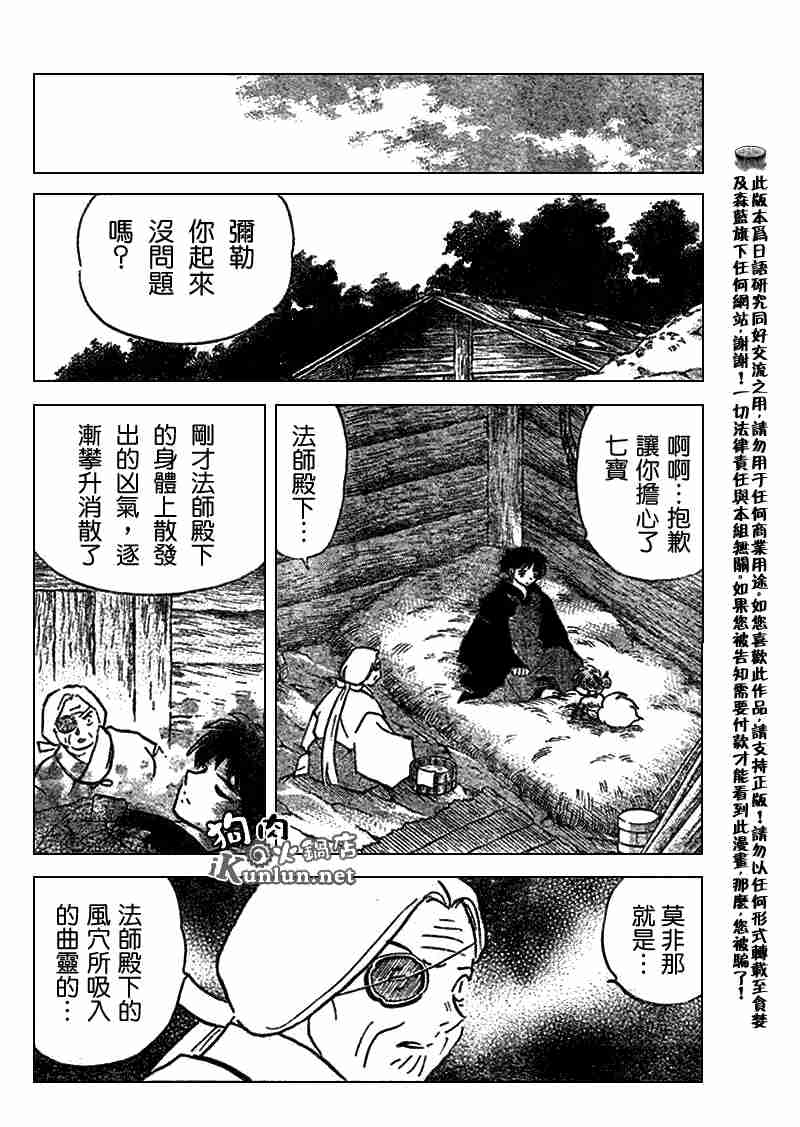 彌勒
你起來
沒問題
嗎？
啊啊…抱歉
讓你擔心了
七寶
法師殿下…
剛才法師殿下
的身體上散發
出的凶氣，逐
漸攀升消散了
莫非那
就是…
法師殿下的
風穴所吸入
的曲靈的…
狗肉
火鍋店
iKunlun.net
此版本爲日語研究同好交流之用，請勿用于任何商業用途。如您喜歡此作品，請支持正版！請勿以任何形式轉載至貪婪
及森藍旗下任何網站，謝謝！一切法律責任與本組無關。如果您被告知需要付款才能看到此漫畫，那麽，您被騙了！